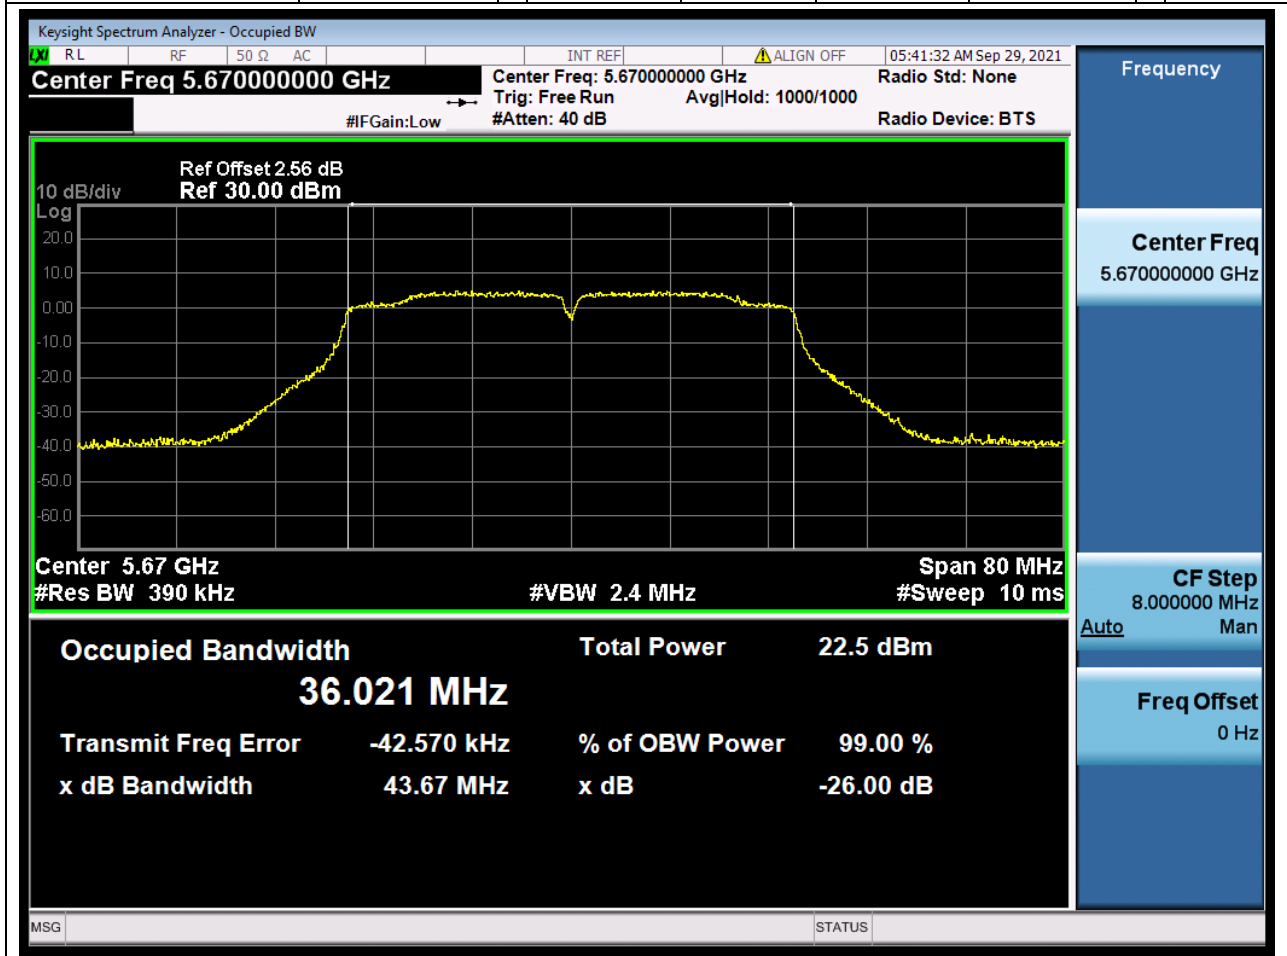 Keysight Spectrum Analyzer - Occupied BW
LXI RL RF 50 Ω AC INT REF ALIGN OFF 05:41:32 AM Sep 29, 2021
Center Freq 5.670000000 GHz
Center Freq: 5.670000000 GHz Radio Std: None
Trig: Free Run Avg|Hold: 1000/1000
#IFGain:Low #Atten: 40 dB Radio Device: BTS
Ref Offset 2.56 dB
10 dB/div Ref 30.00 dBm
Log
20.0
10.0
0.00
-10.0
-20.0
-30.0
-40.0
-50.0
-60.0
Center 5.67 GHz Span 80 MHz
#Res BW 390 kHz #VBW 2.4 MHz #Sweep 10 ms
Occupied Bandwidth Total Power 22.5 dBm
36.021 MHz
Transmit Freq Error -42.570 kHz % of OBW Power 99.00 %
x dB Bandwidth 43.67 MHz x dB -26.00 dB
MSG STATUS
Frequency
Center Freq
5.670000000 GHz
CF Step
8.000000 MHz
Auto Man
Freq Offset
0 Hz